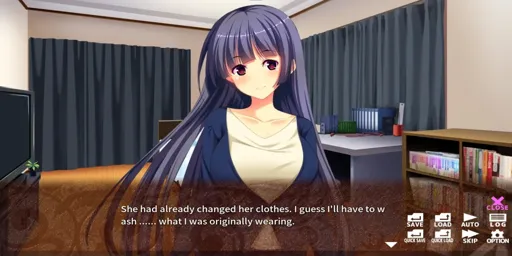 She had already changed her clothes. I guess I'll have to w
ash ...... what I was originally wearing.
CLOSE
SAVE LOAD AUTO LOG
QUICK SAVE QUICK LOAD SKIP OPTION